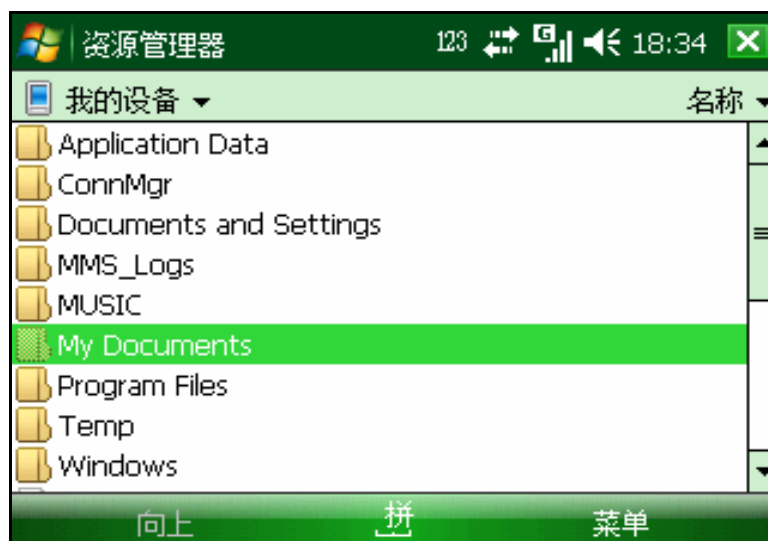 资源管理器 123 G 18:34
我的设备 名称
Application Data
ConnMgr
Documents and Settings
MMS_Logs
MUSIC
My Documents
Program Files
Temp
Windows
向上 拼 菜单